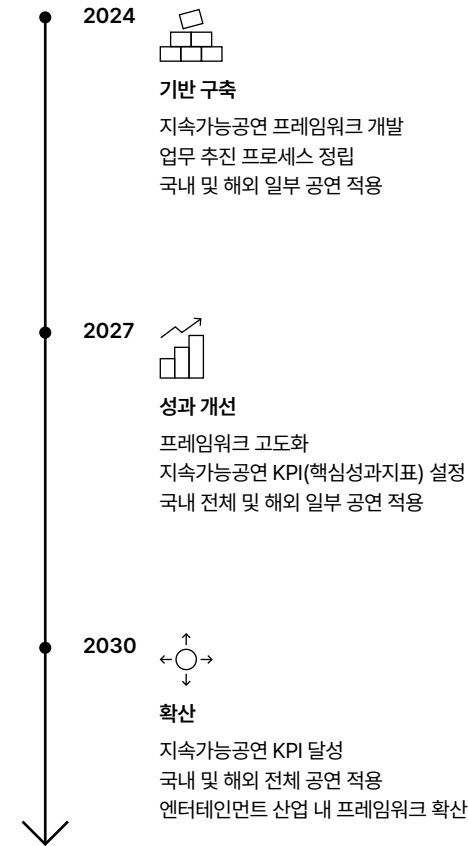 2024
기반 구축
지속가능공연 프레임워크 개발
업무 추진 프로세스 정립
국내 및 해외 일부 공연 적용
2027
성과 개선
프레임워크 고도화
지속가능공연 KPI(핵심성과지표) 설정
국내 전체 및 해외 일부 공연 적용
2030
확산
지속가능공연 KPI 달성
국내 및 해외 전체 공연 적용
엔터테인먼트 산업 내 프레임워크 확산